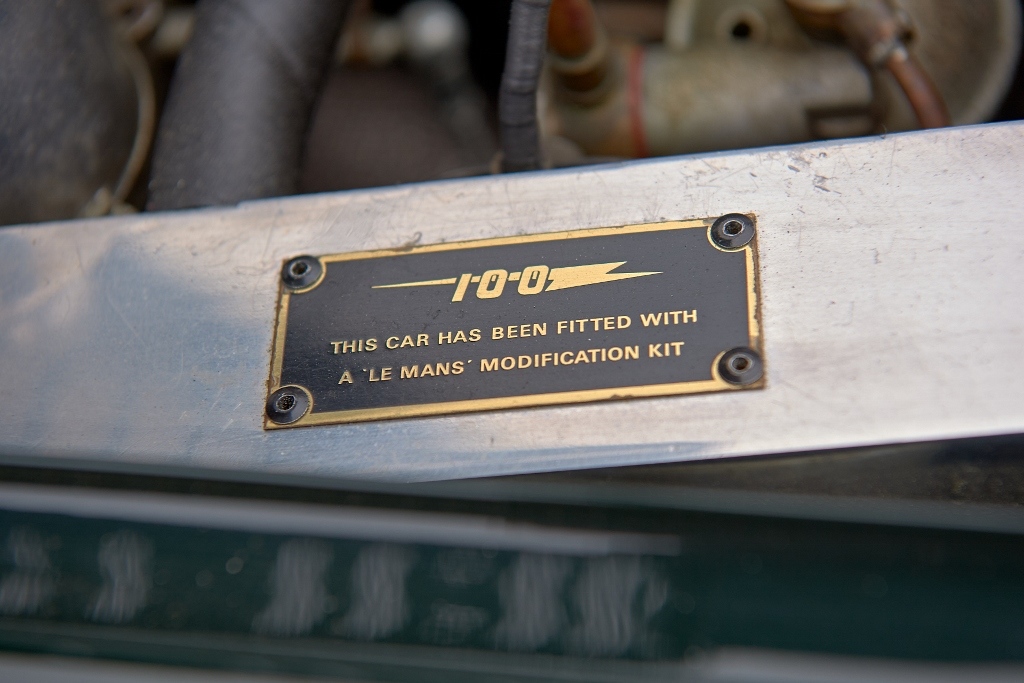 100
THIS CAR HAS BEEN FITTED WITH
A 'LE MANS' MODIFICATION KIT